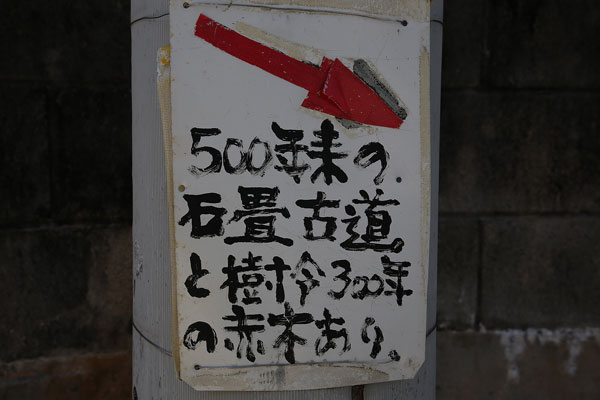 500年来の
石畳古道
と樹令300年
の赤木あり、